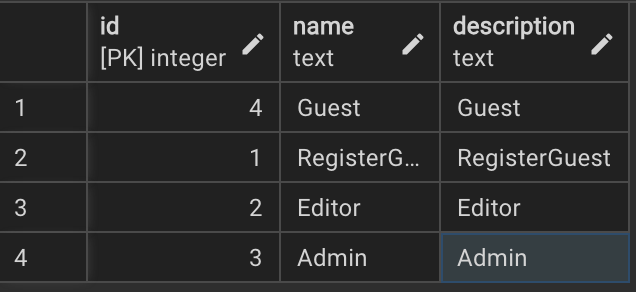 id name description
[PK] integer text text
1 4 Guest Guest
2 1 RegisterG... RegisterGuest
3 2 Editor Editor
4 3 Admin Admin